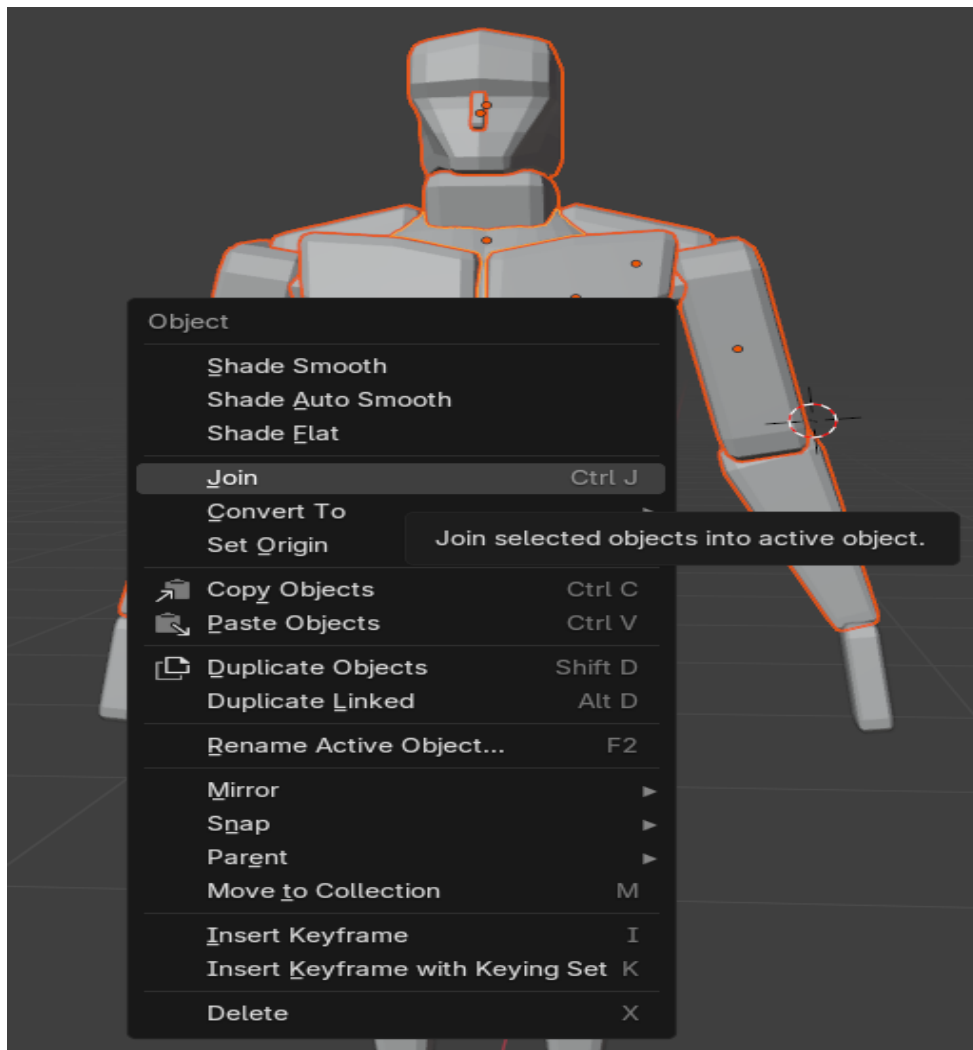 Object
Shade Smooth
Shade Auto Smooth
Shade Flat
Join Ctrl J
Convert To
Join selected objects into active object.
Set Origin
Copy Objects Ctrl C
Paste Objects Ctrl V
Duplicate Objects Shift D
Duplicate Linked Alt D
Rename Active Object... F2
Mirror
Snap
Parent
Move to Collection M
Insert Keyframe I
Insert Keyframe with Keying Set K
Delete X